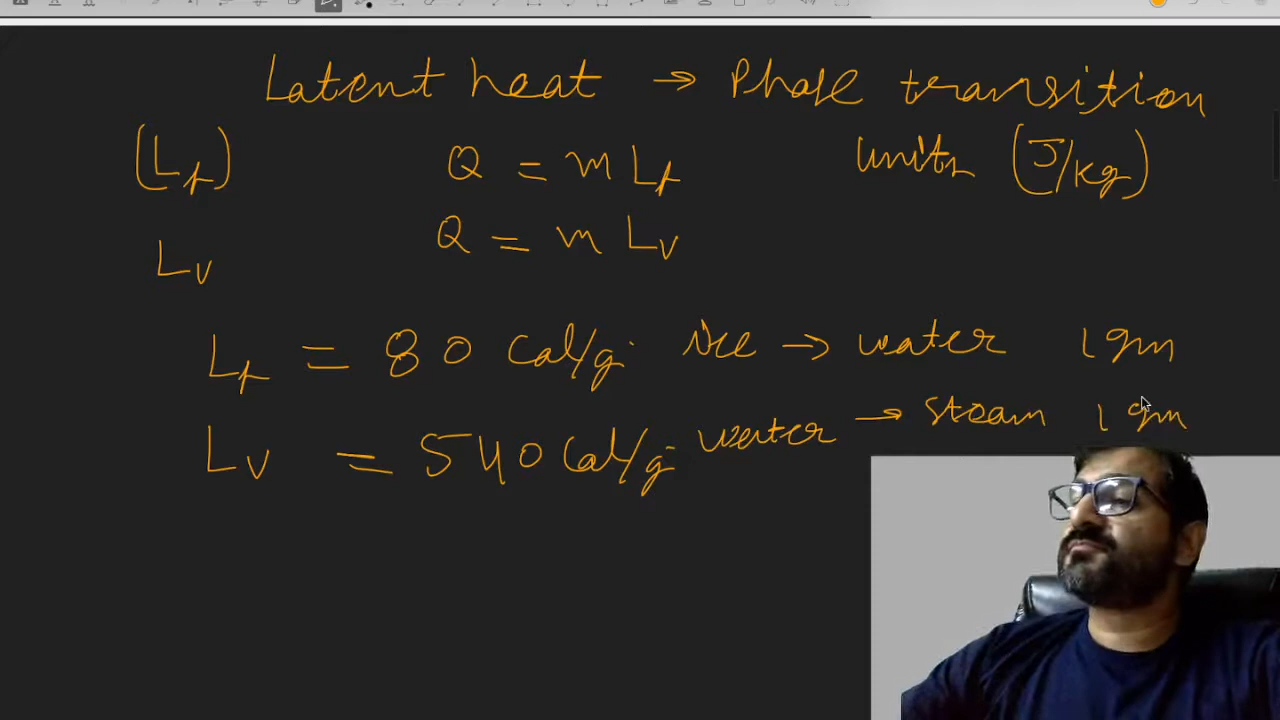 Latent heat → Phase transition
(Lf) Q = m Lf units (J/kg)
Lv Q = m Lv
Lf = 80 Cal/g. Ice → water 1 gm
Lv = 540 Cal/g. water → steam 1 gm